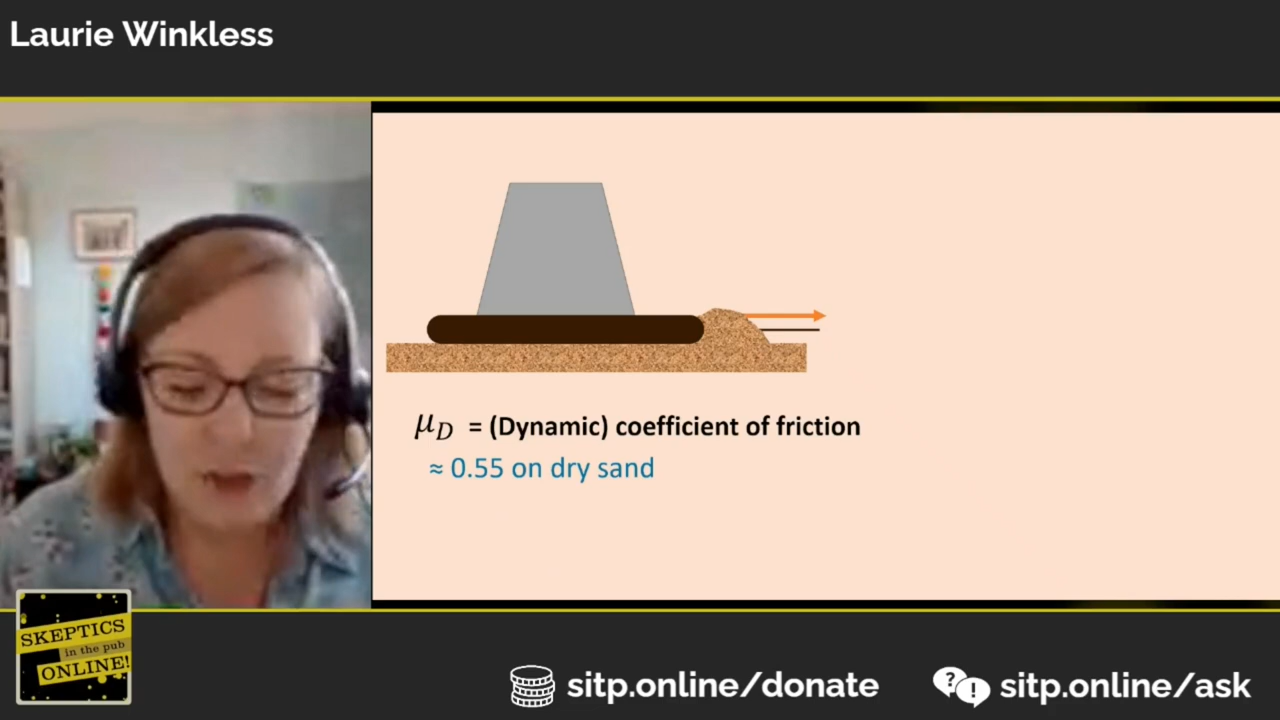 Laurie Winkless
μD = (Dynamic) coefficient of friction
≈ 0.55 on dry sand
SKEPTICS
in the pub
ONLINE!
sitp.online/donate
? !
sitp.online/ask